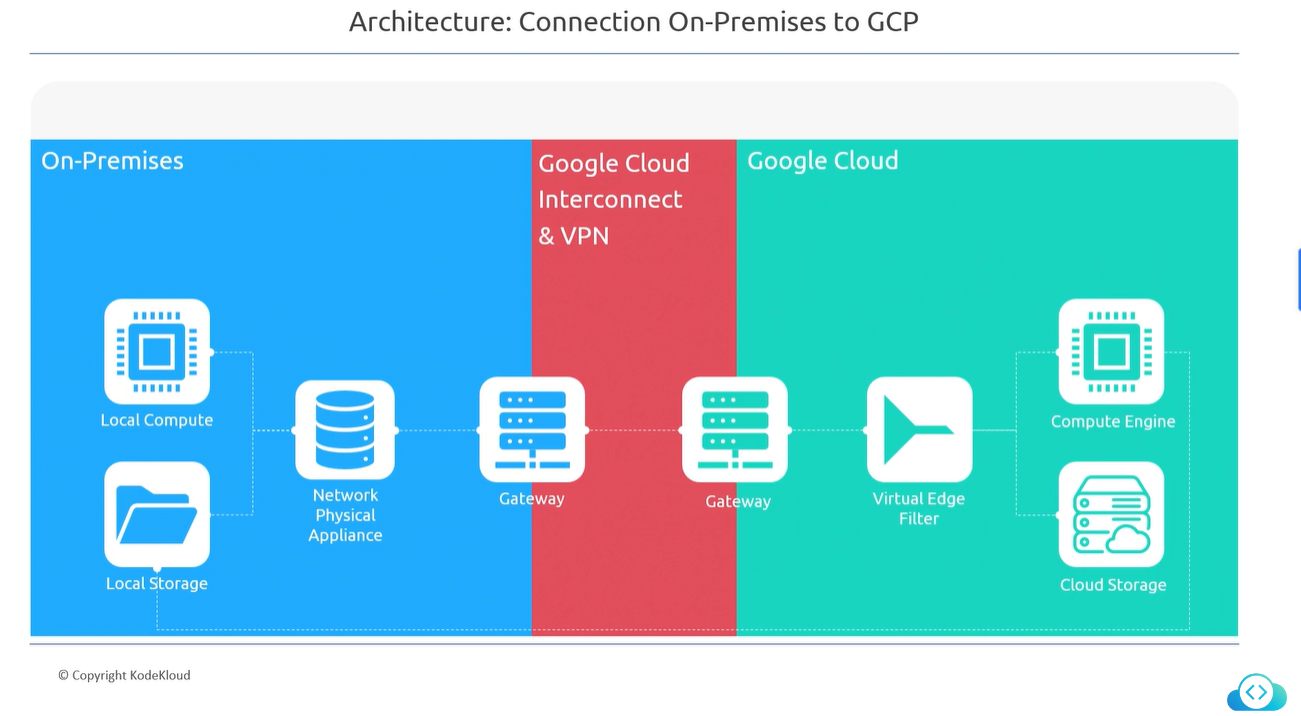 Architecture: Connection On-Premises to GCP
On-Premises
Google Cloud
Interconnect
& VPN
Google Cloud
Local Compute
Local Storage
Network
Physical
Appliance
Gateway
Gateway
Virtual Edge
Filter
Compute Engine
Cloud Storage
© Copyright KodeKloud